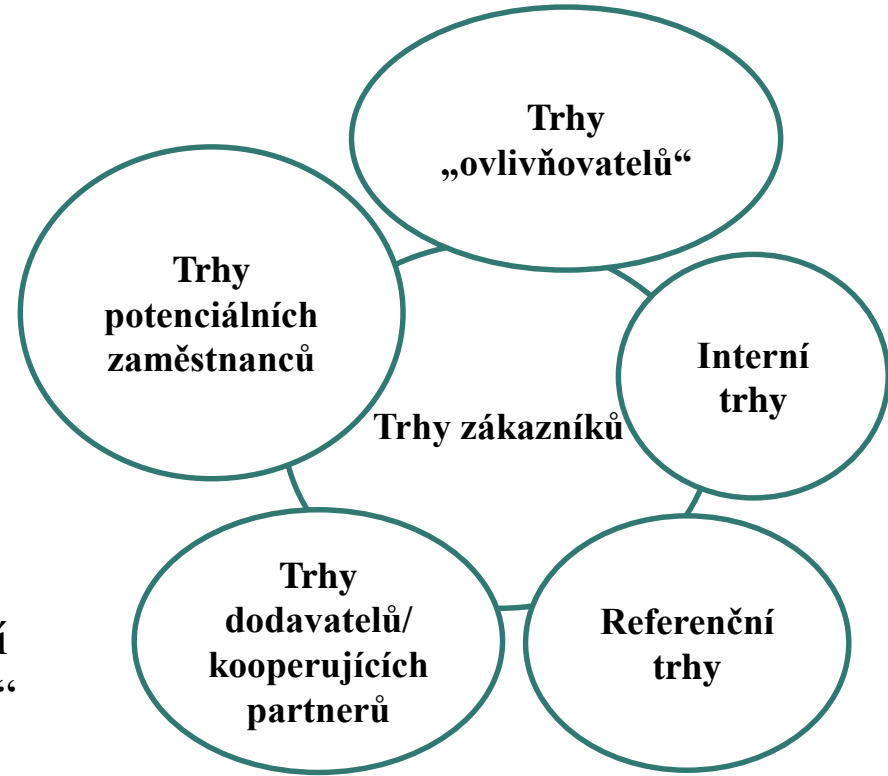 Trhy
„ovlivňovatelů“
Trhy
potenciálních
zaměstnanců
Interní
trhy
Trhy zákazníků
Trhy
dodavatelů/
kooperujících
partnerů
Referenční
trhy
í
“